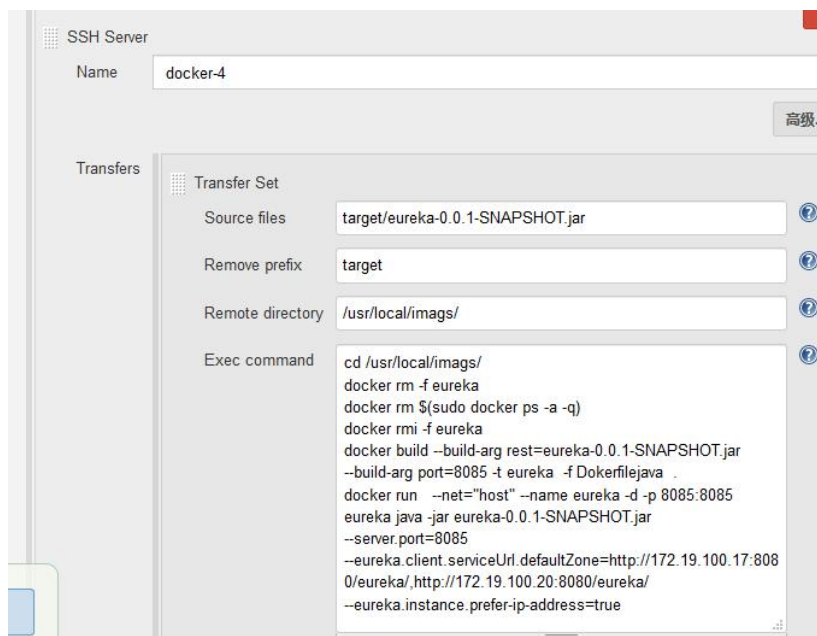 SSH Server
Name docker-4
高级
Transfers
Transfer Set
Source files target/eureka-0.0.1-SNAPSHOT.jar
Remove prefix target
Remote directory /usr/local/imags/
Exec command cd /usr/local/imags/
docker rm -f eureka
docker rm $(sudo docker ps -a -q)
docker rmi -f eureka
docker build --build-arg rest=eureka-0.0.1-SNAPSHOT.jar
--build-arg port=8085 -t eureka -f Dokerfilejava .
docker run --net="host" --name eureka -d -p 8085:8085
eureka java -jar eureka-0.0.1-SNAPSHOT.jar
--server.port=8085
--eureka.client.serviceUrl.defaultZone=http://172.19.100.17:808
0/eureka/,http://172.19.100.20:8080/eureka/
--eureka.instance.prefer-ip-address=true